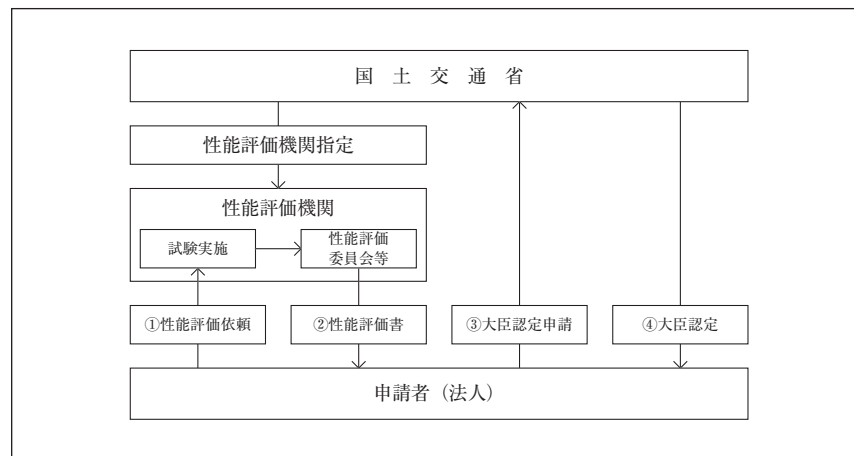 国土交通省
性能評価機関指定
性能評価機関
試験実施
性能評価
委員会等
①性能評価依頼
②性能評価書
③大臣認定申請
④大臣認定
申請者（法人）